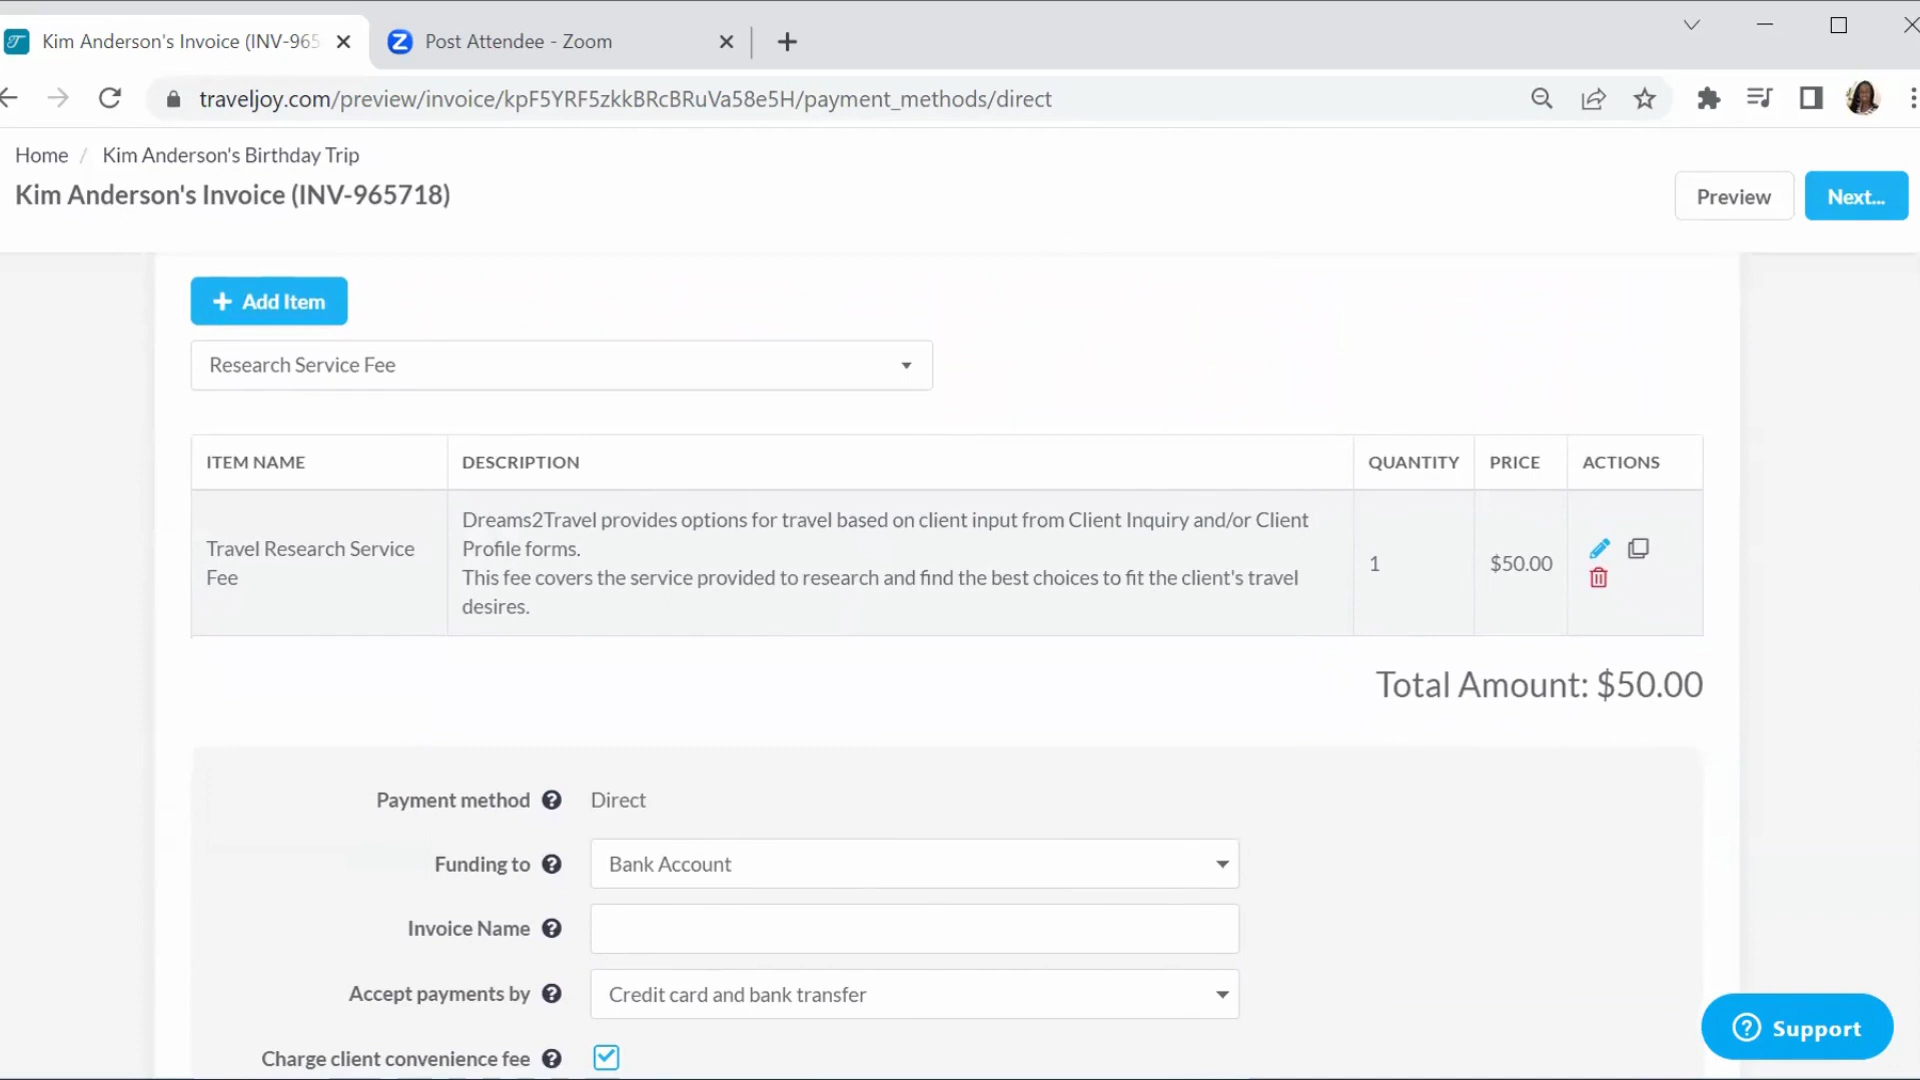 Kim Anderson's Invoice (INV-965
Post Attendee - Zoom
traveljoy.com/preview/invoice/kpF5YRF5zkkBRcBRuVa58e5H/payment_methods/direct
Home / Kim Anderson's Birthday Trip
Kim Anderson's Invoice (INV-965718)
Preview
Next...
+ Add Item
Research Service Fee
ITEM NAME DESCRIPTION QUANTITY PRICE ACTIONS
Travel Research Service
Fee
Dreams2Travel provides options for travel based on client input from Client Inquiry and/or Client
Profile forms.
This fee covers the service provided to research and find the best choices to fit the client's travel
desires.
1
$50.00
Total Amount: $50.00
Payment method ? Direct
Funding to ? Bank Account
Invoice Name ?
Accept payments by ? Credit card and bank transfer
Charge client convenience fee ?
? Support